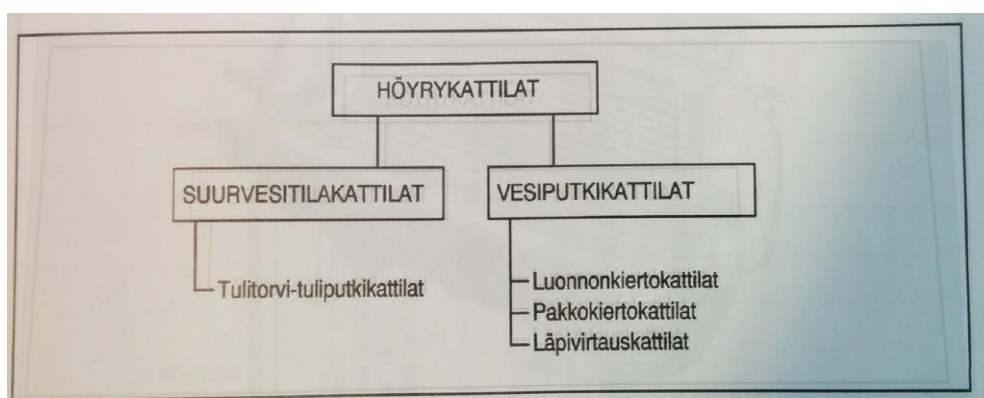 HÖYRYKATTILAT
SUURVESITILAKATTILAT
VESIPUTKIKATTILAT
Tulitorvi-tuliputkikattilat
Luonnonkiertokattilat
Pakkokiertokattilat
Läpivirtauskattilat